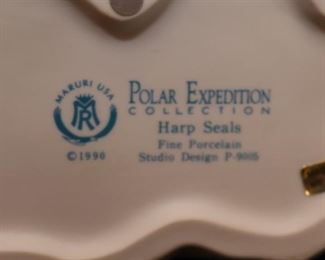 MARURI USA
MR
©1990
POLAR EXPEDITION
COLLECTION
Harp Seals
Fine Porcelain
Studio Design P-9005